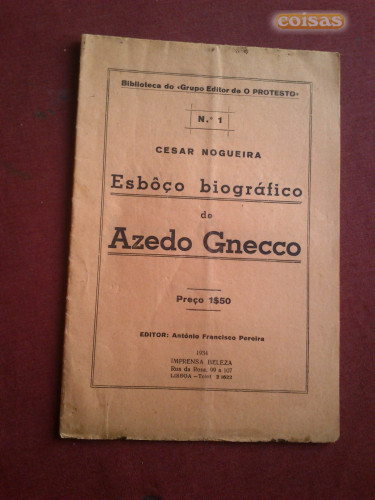 coisas
Biblioteca do «Grupo Editor de O PROTESTO»
N.º 1
CESAR NOGUEIRA
Esbôço biográfico
de
Azedo Gnecco
Preço 1$50
EDITOR: António Francisco Pereira
IMPRENSA BELEZA
Rua da Rosa, 99 a 107
LISBOA - Telef.